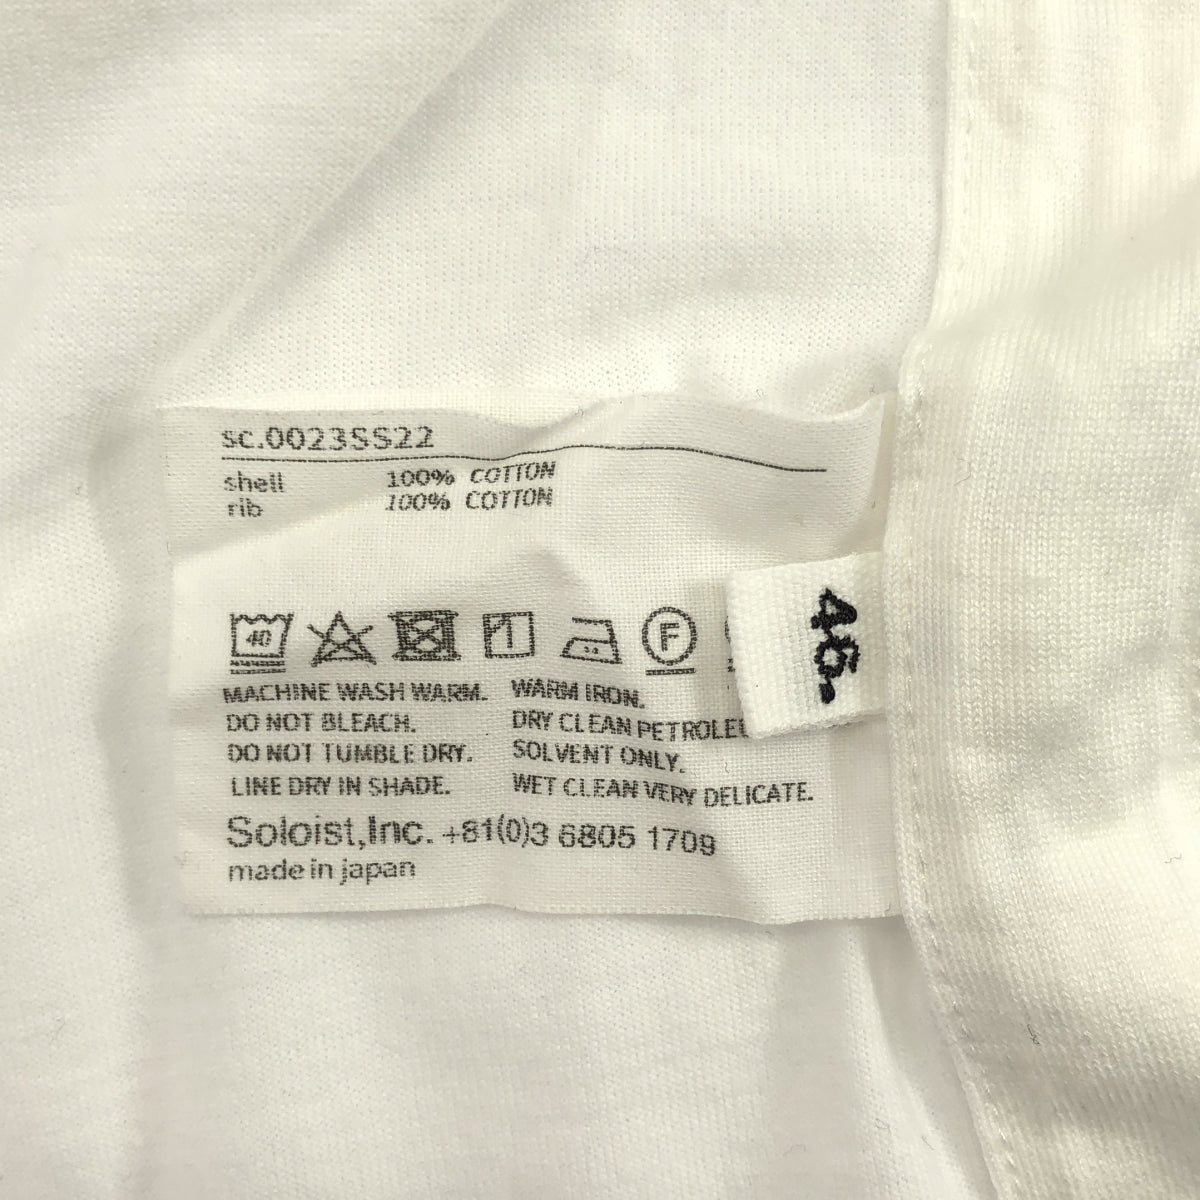 sc.0023SS22
shell 100% COTTON
rib 100% COTTON
40 F
MACHINE WASH WARM.
DO NOT BLEACH.
DO NOT TUMBLE DRY.
LINE DRY IN SHADE.
WARM IRON.
DRY CLEAN
SOLVENT ONLY.
WET CLEAN VERY DELICATE.
Soloist,Inc. +81(0)3 6805 1709
made in japan
46.